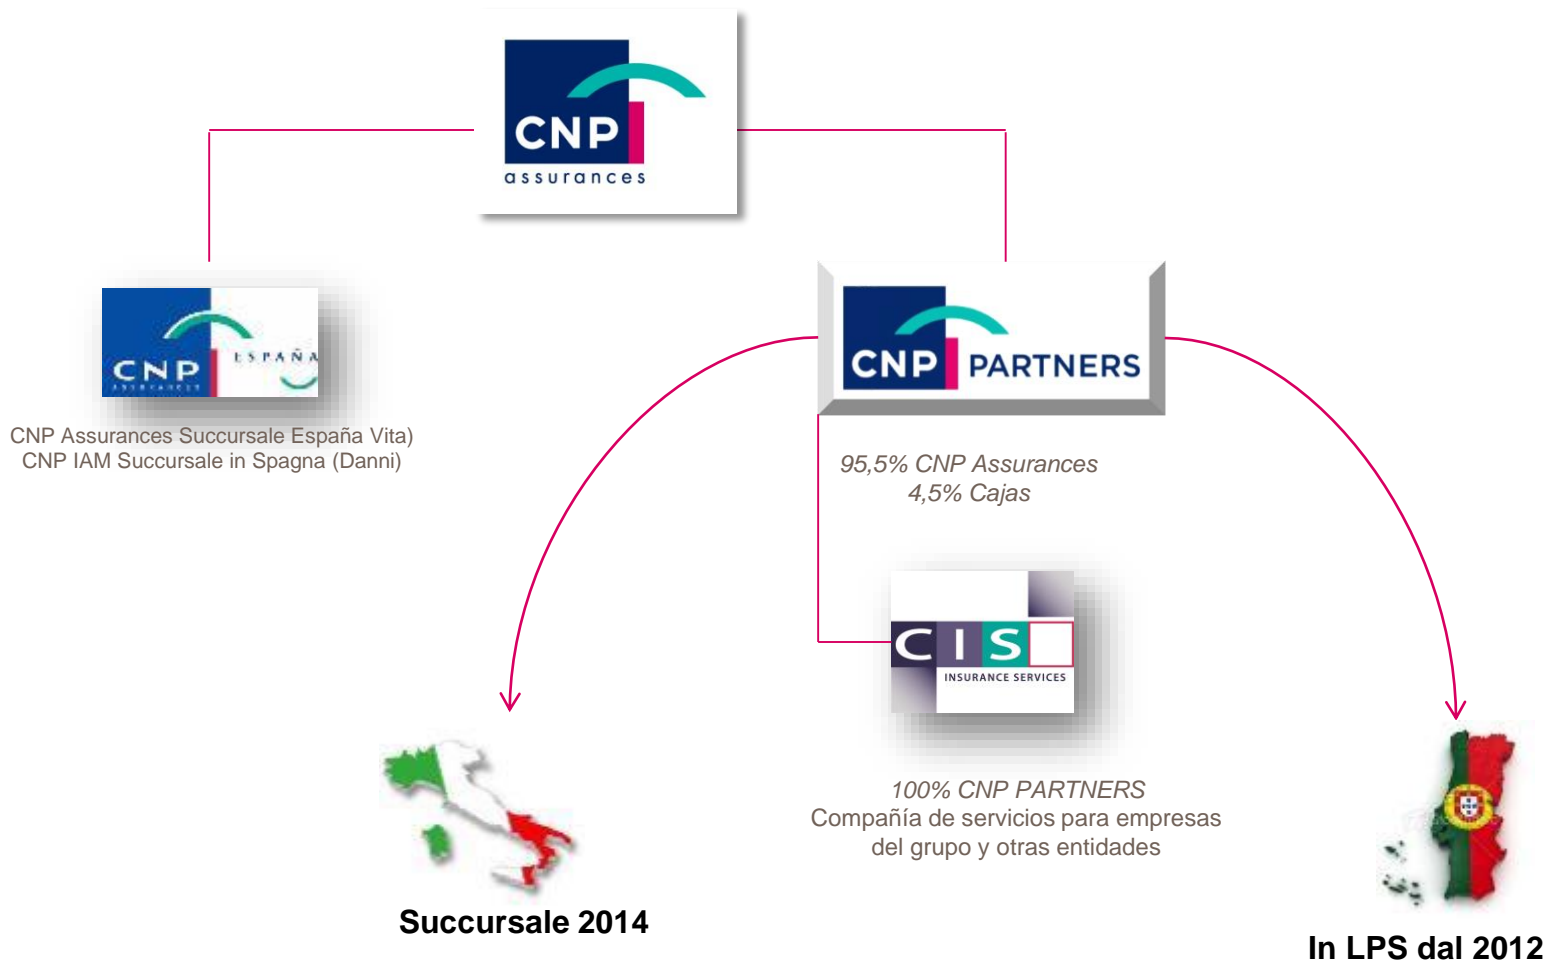 CNP
assurances
CNP
ASSURANCES
ESPAÑA
CNP PARTNERS
CNP Assurances Succursale España Vita)
CNP IAM Succursale in Spagna (Danni)
95,5% CNP Assurances
4,5% Cajas
CIS
INSURANCE SERVICES
100% CNP PARTNERS
Compañía de servicios para empresas
del grupo y otras entidades
Succursale 2014
In LPS dal 2012